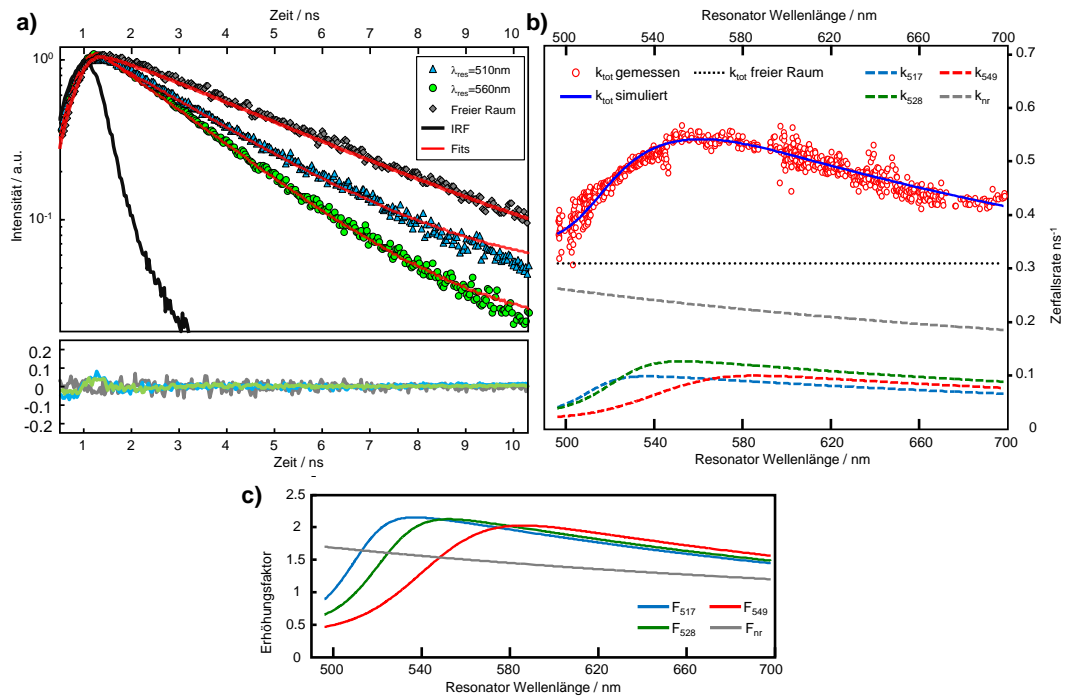 a)
Zeit / ns
1 2 3 4 5 6 7 8 9 10
10⁰
10⁻¹
Intensität / a.u.
λres=510nm
λres=560nm
Freier Raum
IRF
Fits
0.2
0.1
0
-0.1
-0.2
1 2 3 4 5 6 7 8 9 10
Zeit / ns
b)
Resonator Wellenlänge / nm
500 540 580 620 660 700
ktot gemessen
ktot freier Raum
k517
k549
ktot simuliert
k528
knr
0.7
0.6
0.5
0.4
0.3
0.2
0.1
0
Zerfallsrate ns⁻¹
500 540 580 620 660 700
Resonator Wellenlänge / nm
c)
2.5
2
1.5
1
0.5
0
Erhöhungsfaktor
F517
F549
F528
Fnr
500 540 580 620 660 700
Resonator Wellenlänge / nm